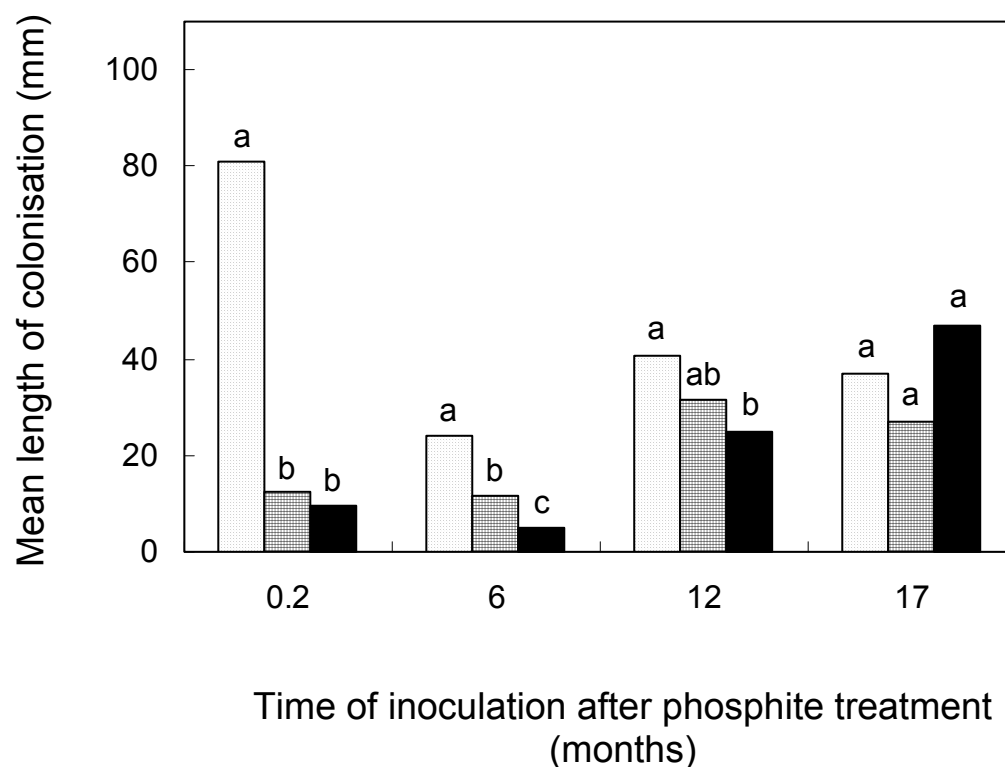 Mean length of colonisation (mm)
100
80
60
40
20
0
a
b
b
a
b
c
a
ab
b
a
a
a
0.2
6
12
17
Time of inoculation after phosphite treatment
(months)